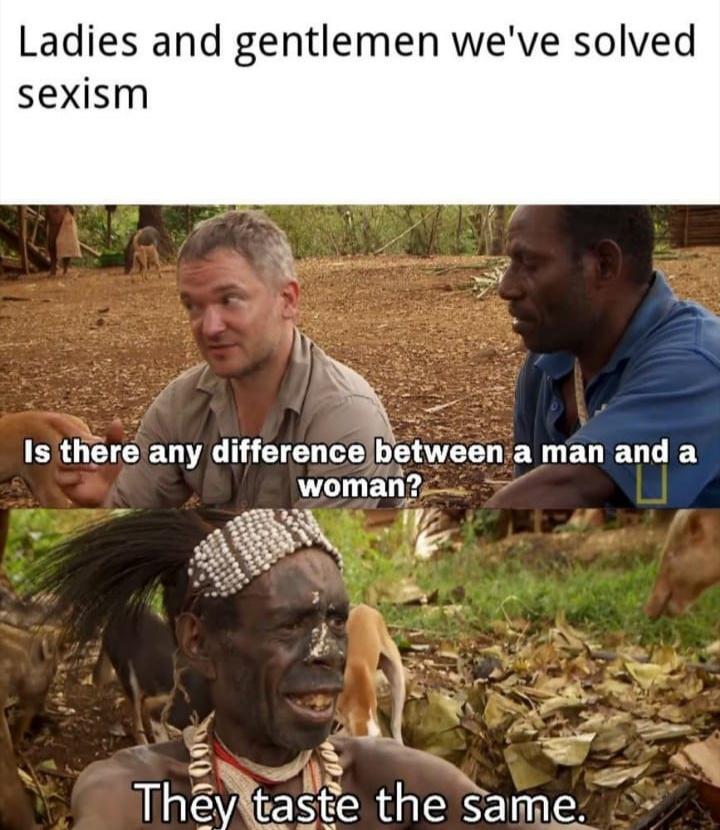 Ladies and gentlemen we've solved
sexism
Is there any difference between a man and a
woman?
They taste the same.